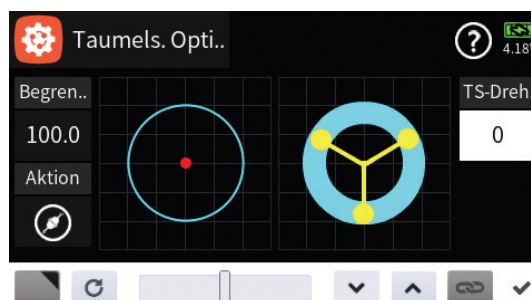 Taumels. Opti..
?
4.18
Begren..
TS-Dreh
100.0
0
Aktion